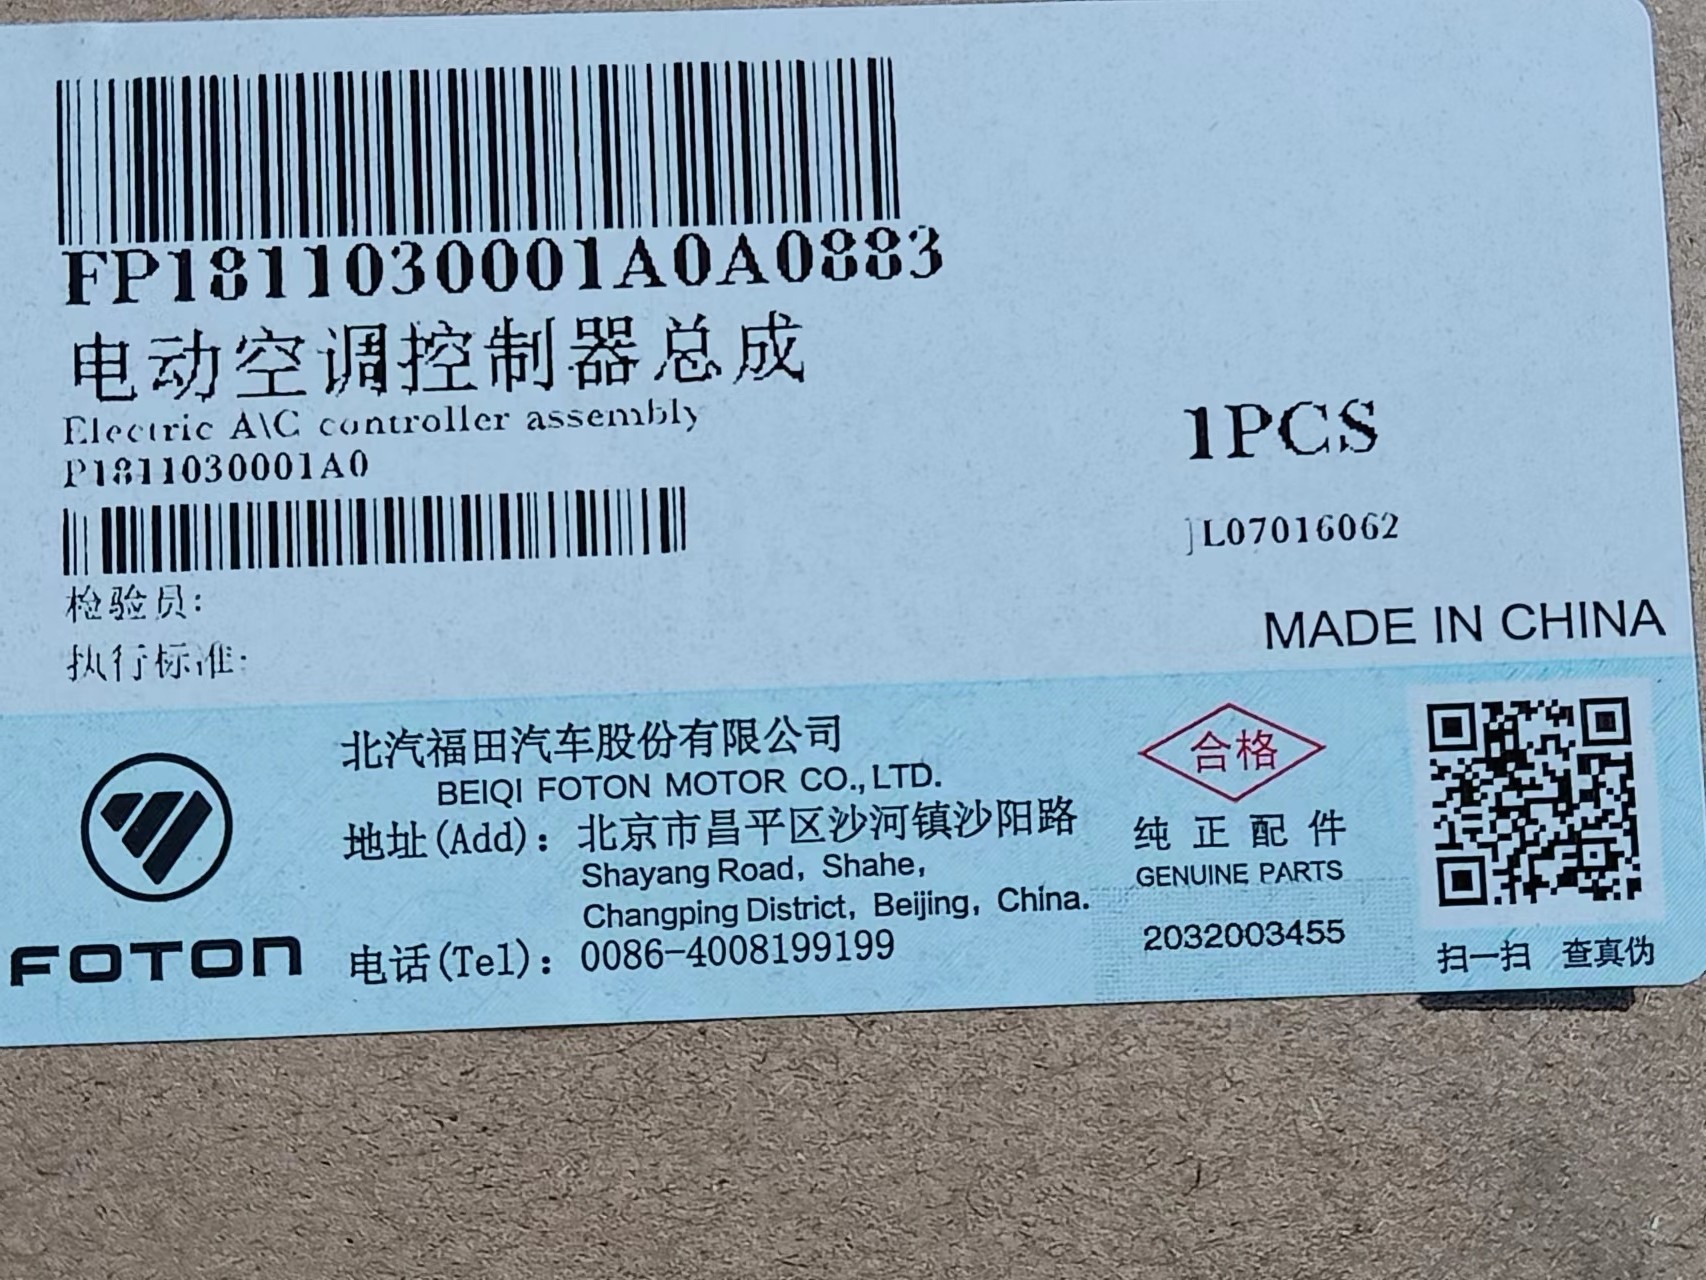 FP1811030001A0A0883
电动空调控制器总成
Electric A\C controller assembly
P1811030001A0
1PCS
JL07016062
检验员:
执行标准:
MADE IN CHINA
FOTON
北汽福田汽车股份有限公司
BEIQI FOTON MOTOR CO.,LTD.
地址(Add): 北京市昌平区沙河镇沙阳路
Shayang Road, Shahe,
Changping District, Beijing, China.
电话(Tel): 0086-4008199199
合格
纯正配件
GENUINE PARTS
2032003455
扫一扫 查真伪